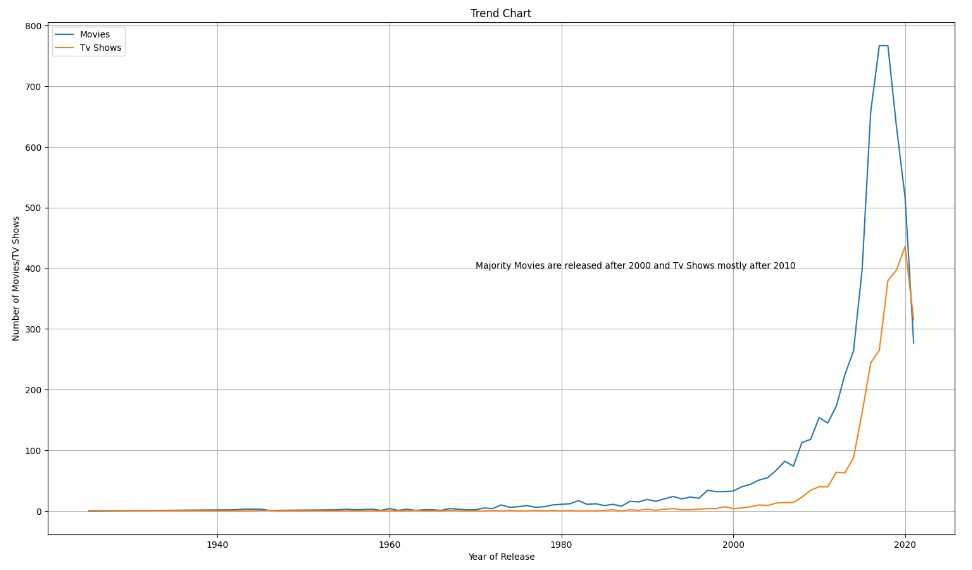 Trend Chart
Movies
Tv Shows
800
700
600
500
400
300
200
100
0
Number of Movies/TV Shows
Majority Movies are released after 2000 and Tv Shows mostly after 2010
1940
1960
1980
2000
2020
Year of Release